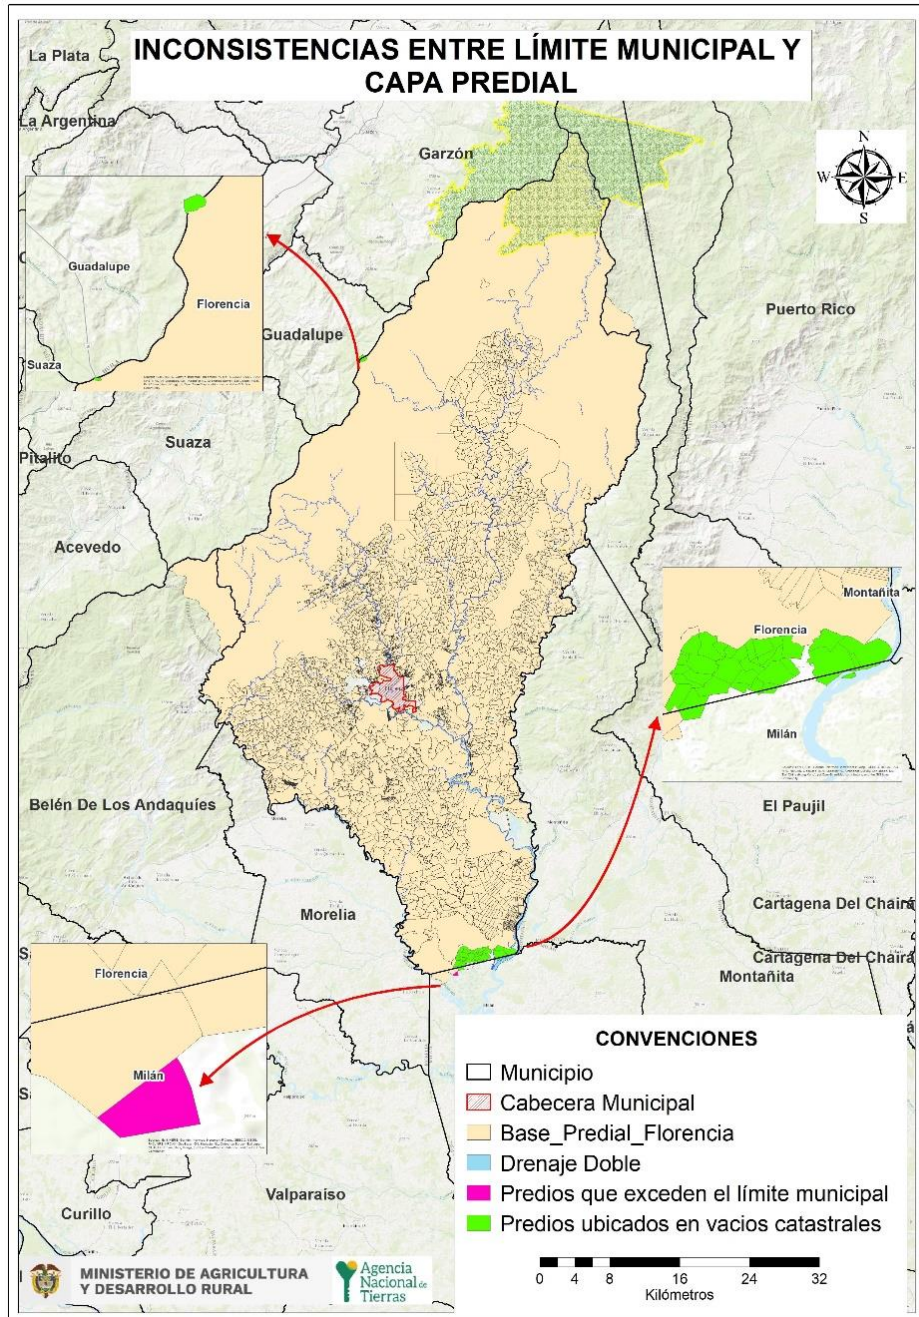 INCONSISTENCIAS ENTRE LÍMITE MUNICIPAL Y
CAPA PREDIAL
La Plata
La Argentina
Garzón
N
W
E
S
Guadalupe
Florencia
Suaza
Guadalupe
Puerto Rico
Suaza
Pitalito
Acevedo
Montañita
Florencia
Milán
Belén De Los Andaquíes
El Paujil
Morelia
Cartagena Del Chairá
Cartagena Del Chairá
Montañita
Florencia
Milán
Valparaíso
Curillo
CONVENCIONES
Municipio
Cabecera Municipal
Base_Predial_Florencia
Drenaje Doble
Predios que exceden el límite municipal
Predios ubicados en vacios catastrales
0 4 8 16 24 32
Kilómetros
MINISTERIO DE AGRICULTURA
Y DESARROLLO RURAL
Agencia
Nacional de
Tierras